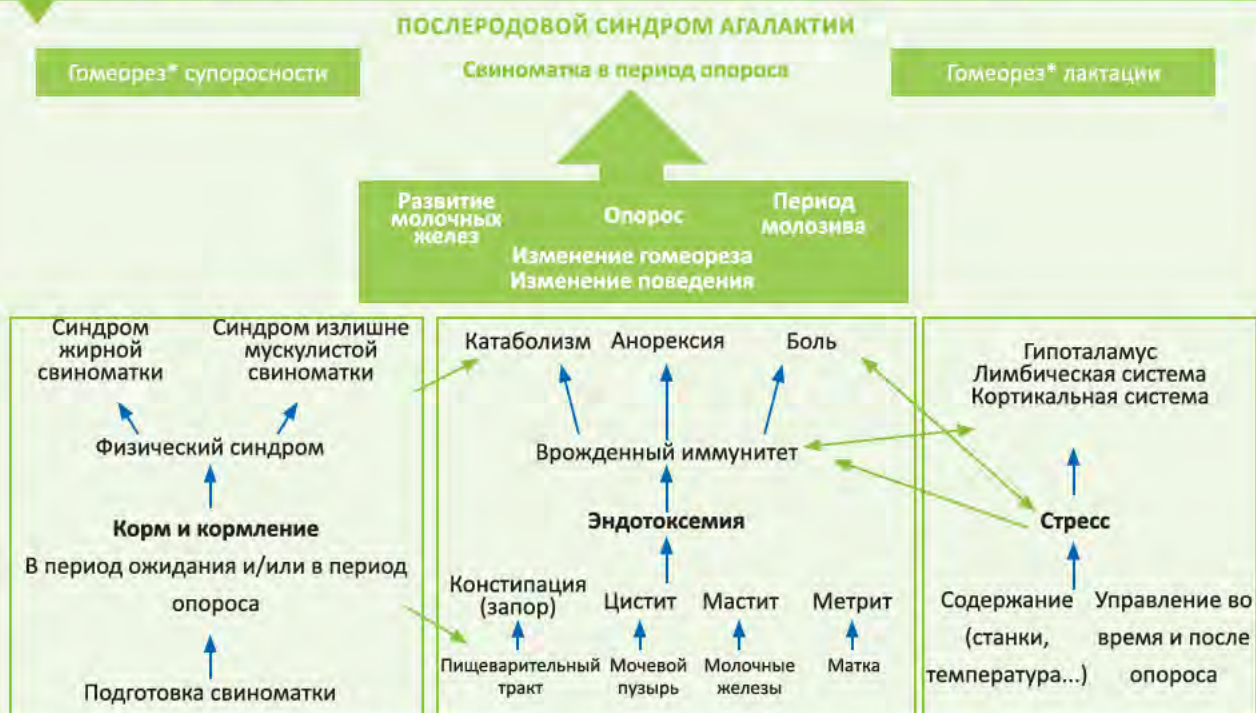 ПОСЛЕРОДОВОЙ СИНДРОМ АГАЛАКТИИ
Гомеорез* супоросности
Свиноматка в период опороса
Гомеорез* лактации
Развитие
молочных
желез
Опорос
Период
молозива
Изменение гомеореза
Изменение поведения
Синдром
жирной
свиноматки
Синдром излишне
мускулистой
свиноматки
Физический синдром
Корм и кормление
В период ожидания и/или в период
опороса
Подготовка свиноматки
Катаболизм
Анорексия
Боль
Врожденный иммунитет
Эндотоксемия
Констипация
(запор)
Цистит
Мастит
Метрит
Пищеварительный
тракт
Мочевой
пузырь
Молочные
железы
Матка
Гипоталамус
Лимбическая система
Кортикальная система
Стресс
Содержание
(станки,
температура...)
Управление во
время и после
опороса